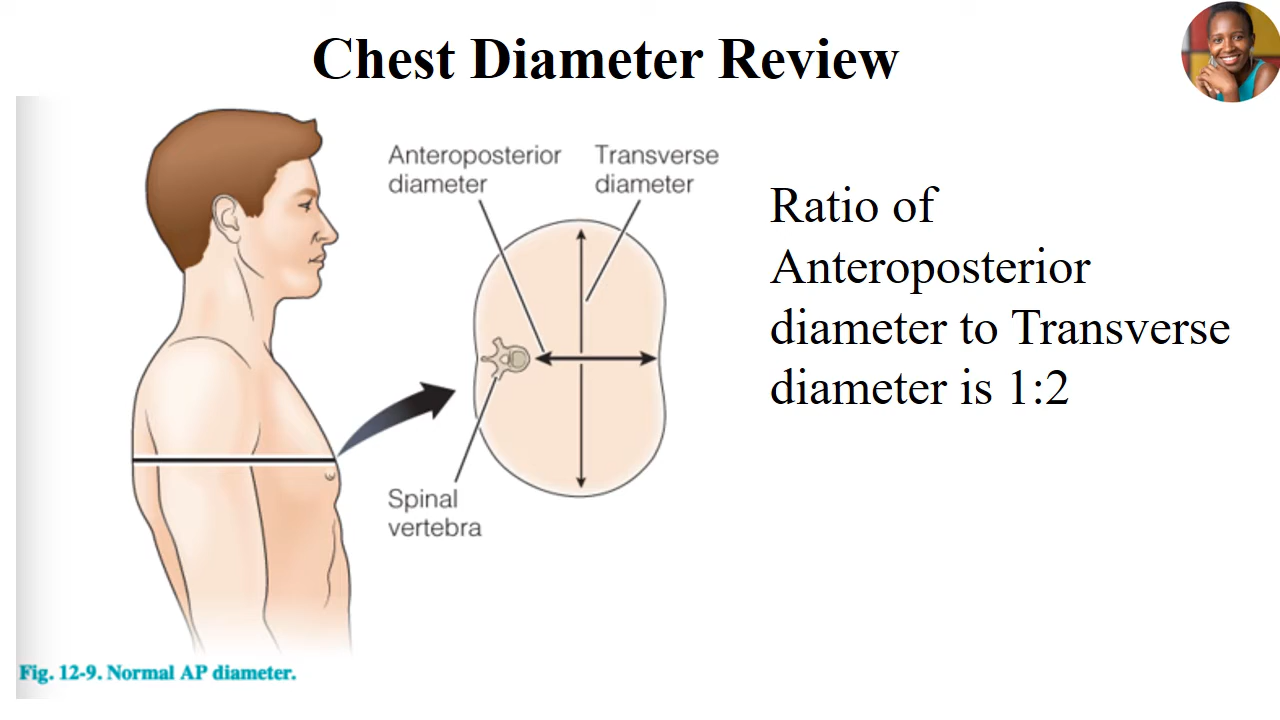 Chest Diameter Review
Anteroposterior
diameter
Transverse
diameter
Spinal
vertebra
Ratio of
Anteroposterior
diameter to Transverse
diameter is 1:2
Fig. 12-9. Normal AP diameter.